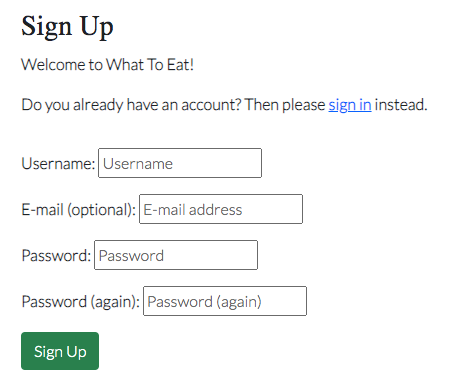 Sign Up
Welcome to What To Eat!
Do you already have an account? Then please sign in instead.
Username: Username
E-mail (optional): E-mail address
Password: Password
Password (again): Password (again)
Sign Up